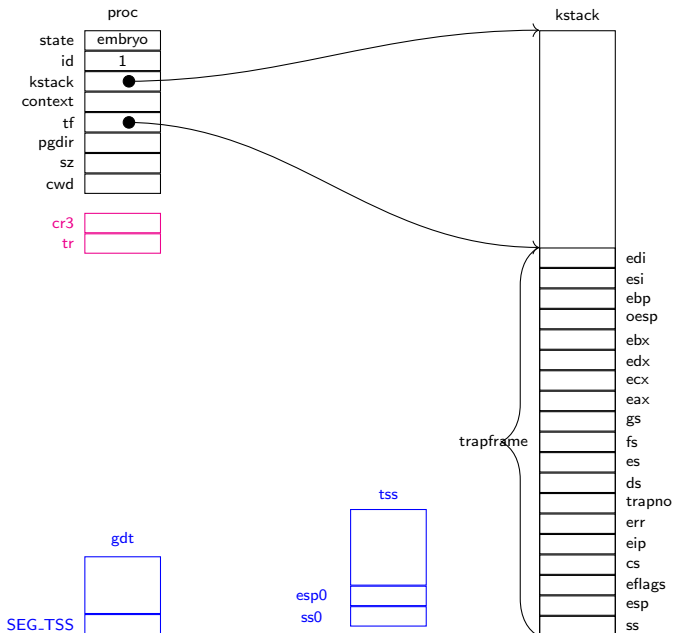 proc
state embryo
id 1
kstack
context
tf
pgdir
sz
cwd
cr3
tr
kstack
edi
esi
ebp
oesp
ebx
edx
ecx
eax
gs
fs
es
ds
trapno
err
eip
cs
eflags
esp
ss
trapframe
tss
esp0
ss0
gdt
SEG_TSS